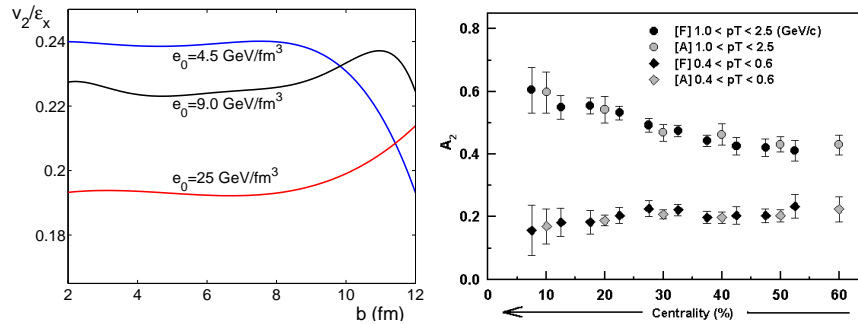 v₂/εₓ
0.24
0.22
0.2
0.18
e₀=4.5 GeV/fm³
e₀=9.0 GeV/fm³
e₀=25 GeV/fm³
2 4 6 8 10 12
b (fm)
A₂
0.8
0.6
0.4
0.2
0.0
[F] 1.0 < pT < 2.5 (GeV/c)
[A] 1.0 < pT < 2.5
[F] 0.4 < pT < 0.6
[A] 0.4 < pT < 0.6
0 10 20 30 40 50 60
Centrality (%)